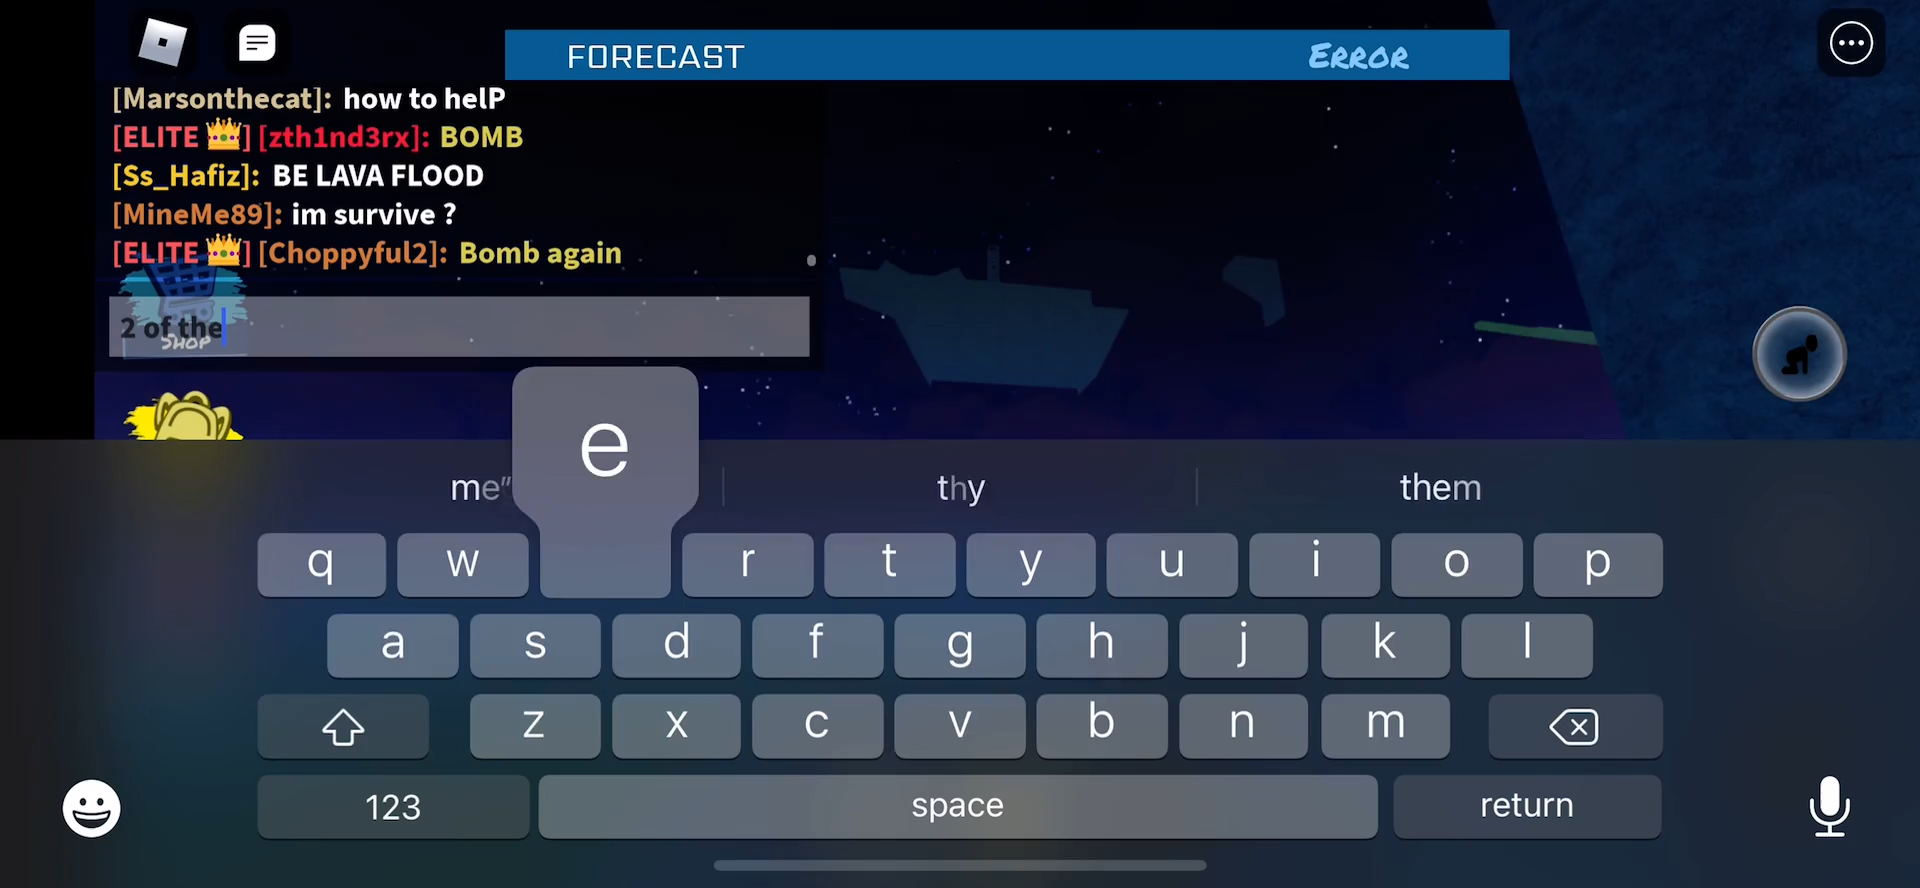 FORECAST ERROR
[Marsonthecat]: how to helP
[ELITE 👑] [zth1nd3rx]: BOMB
[Ss_Hafiz]: BE LAVA FLOOD
[MineMe89]: im survive ?
[ELITE 👑] [Choppyful2]: Bomb again
2 of the
SHOP
me" thy them
e
q w r t y u i o p
a s d f g h j k l
z x c v b n m
123 space return